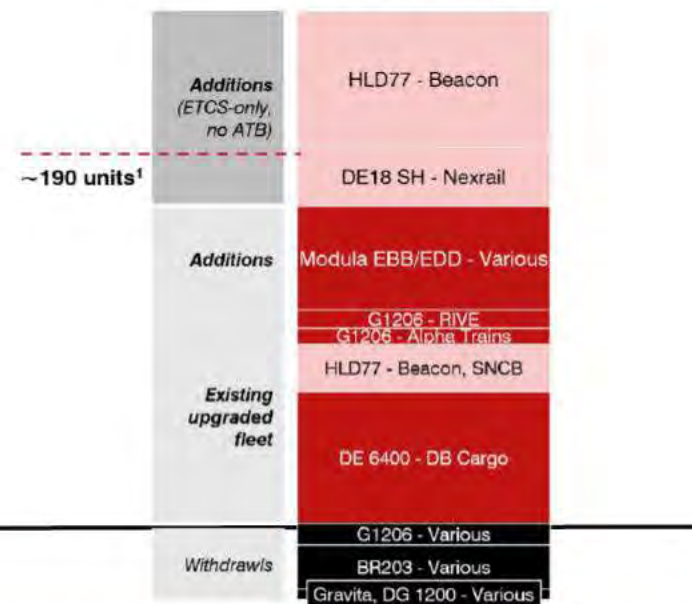 Additions
(ETCS-only,
no ATB)
HLD77 - Beacon
~190 units¹
DE18 SH - Nexrail
Additions
Modula EBB/EDD - Various
G1206 - RIVE
G1206 - Alpha Trains
HLD77 - Beacon, SNCB
Existing
upgraded
fleet
DE 6400 - DB Cargo
G1206 - Various
Withdrawls
BR203 - Various
Gravita, DG 1200 - Various